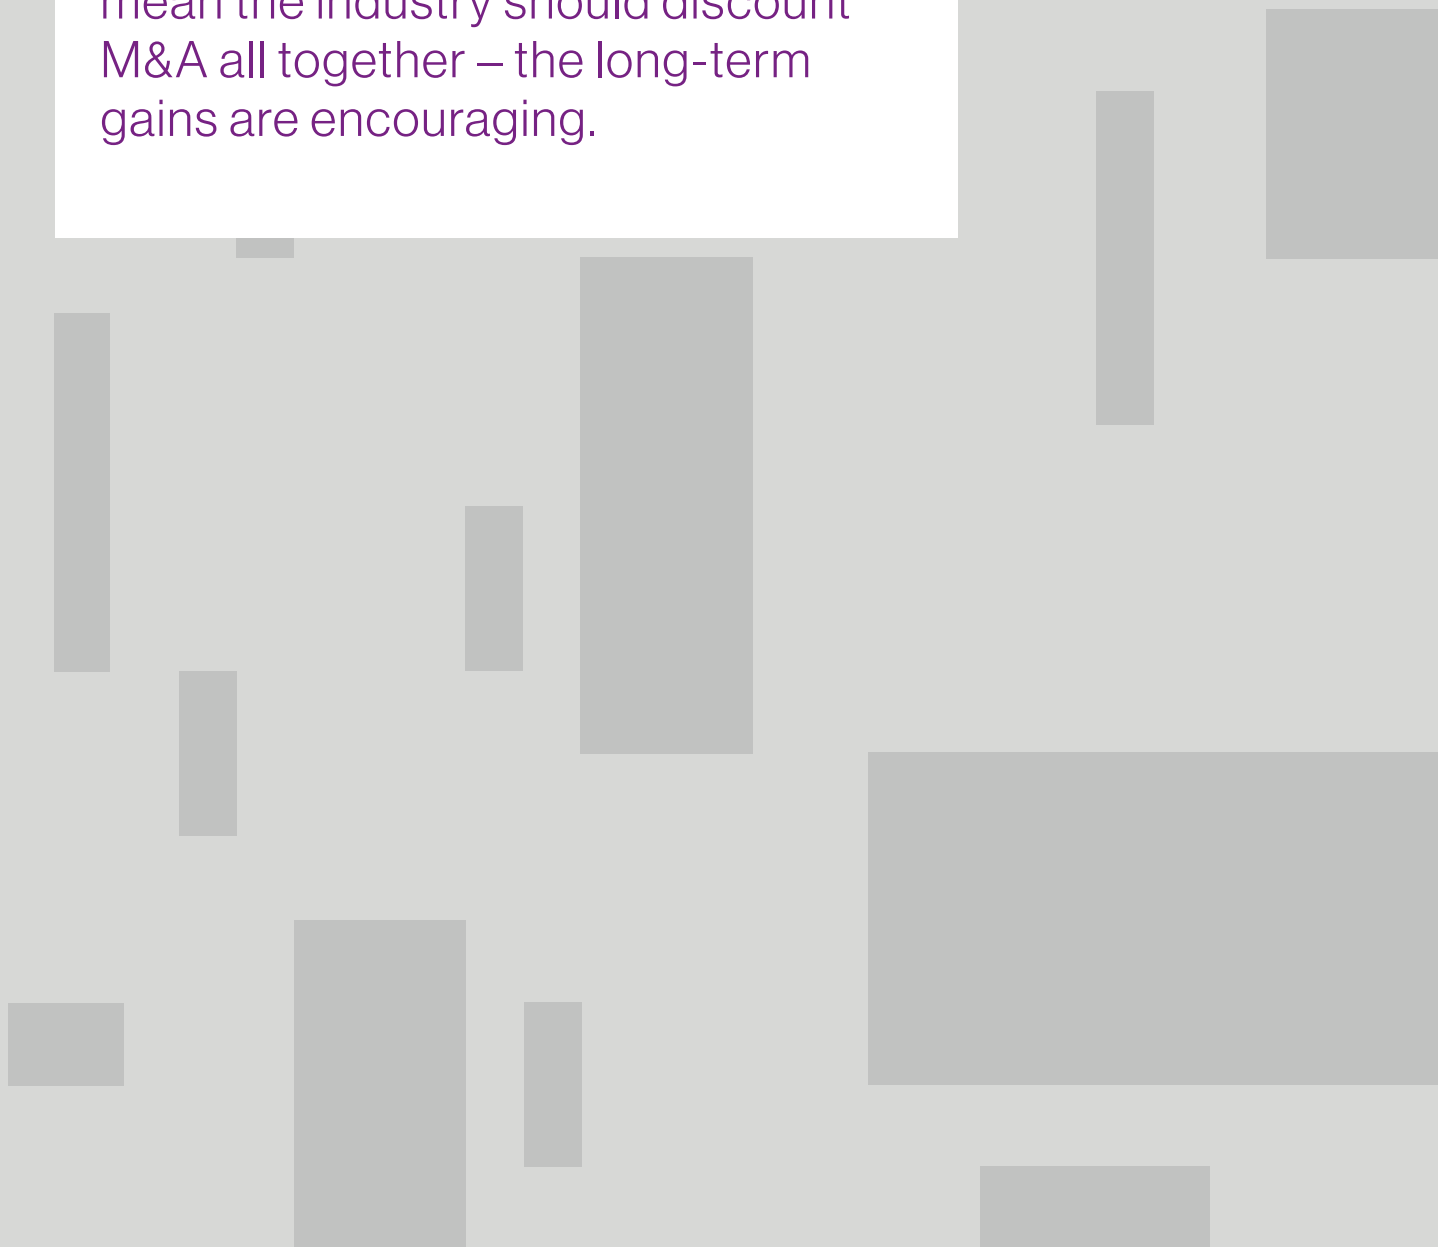 mean the industry should discount
M&A all together – the long-term
gains are encouraging.